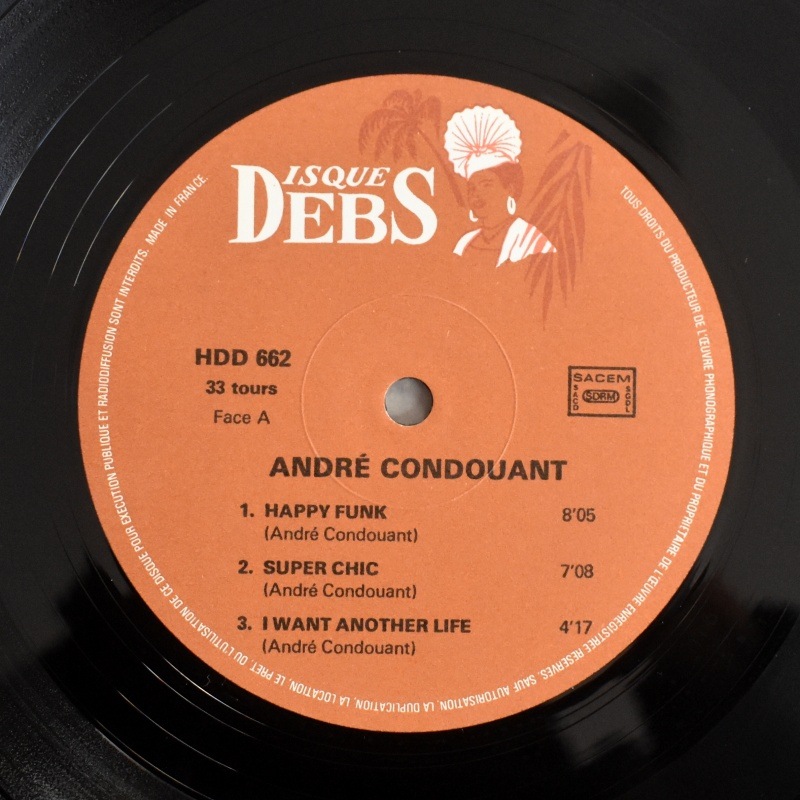 DISQUE
DEBS
HDD 662
33 tours
Face A
SACEM
SACD SDRM SGDL
ANDRÉ CONDOUANT
1. HAPPY FUNK 8'05
(André Condouant)
2. SUPER CHIC 7'08
(André Condouant)
3. I WANT ANOTHER LIFE 4'17
(André Condouant)
TOUS DROITS DU PRODUCTEUR DE L'ŒUVRE PHONOGRAPHIQUE ET DU PROPRIETAIRE DE L'ŒUVRE ENREGISTREE RESERVES. SAUF AUTORISATION, LA DUPLICATION, LA LOCATION, LE PRET, OU L'UTILISATION DE CE DISQUE POUR EXECUTION PUBLIQUE ET RADIODIFFUSION SONT INTERDITS. MADE IN FRANCE.